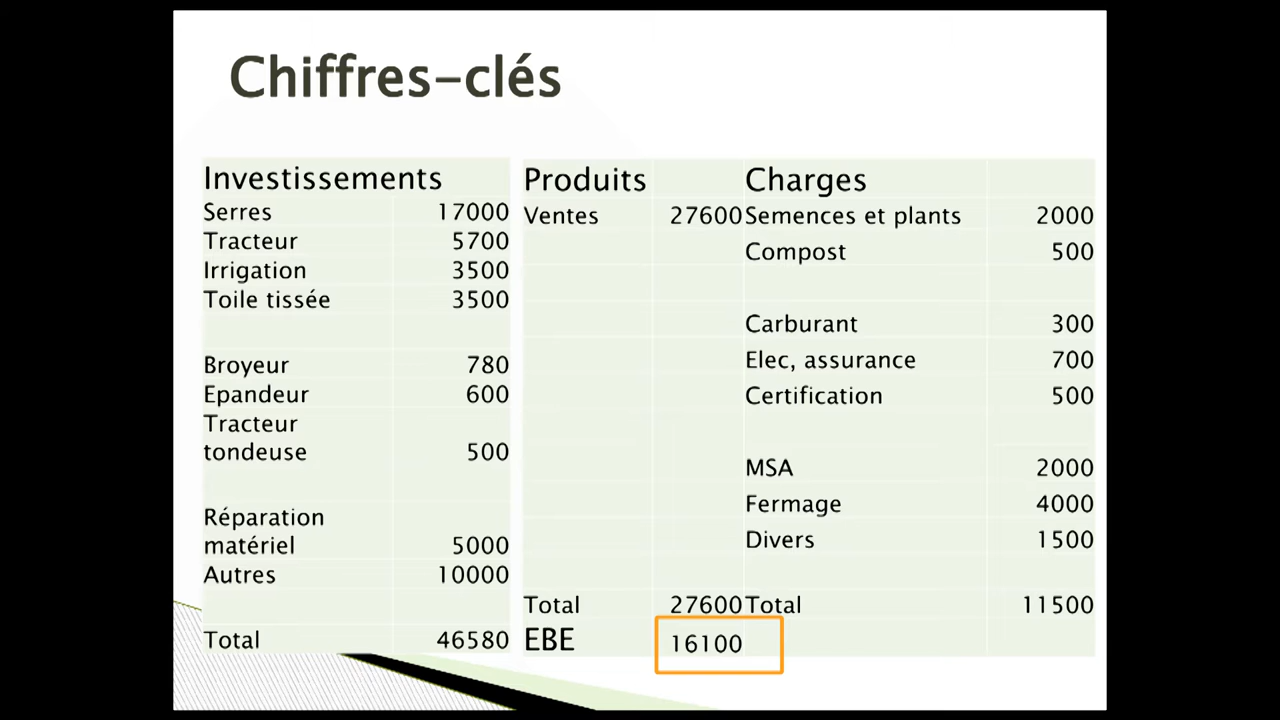 Chiffres-clés
Investissements
Serres 17000
Tracteur 5700
Irrigation 3500
Toile tissée 3500
Broyeur 780
Epandeur 600
Tracteur
tondeuse 500
Réparation
matériel 5000
Autres 10000
Total 46580
Produits Charges
Ventes 27600 Semences et plants 2000
Compost 500
Carburant 300
Elec, assurance 700
Certification 500
MSA 2000
Fermage 4000
Divers 1500
Total 27600 Total 11500
EBE 16100